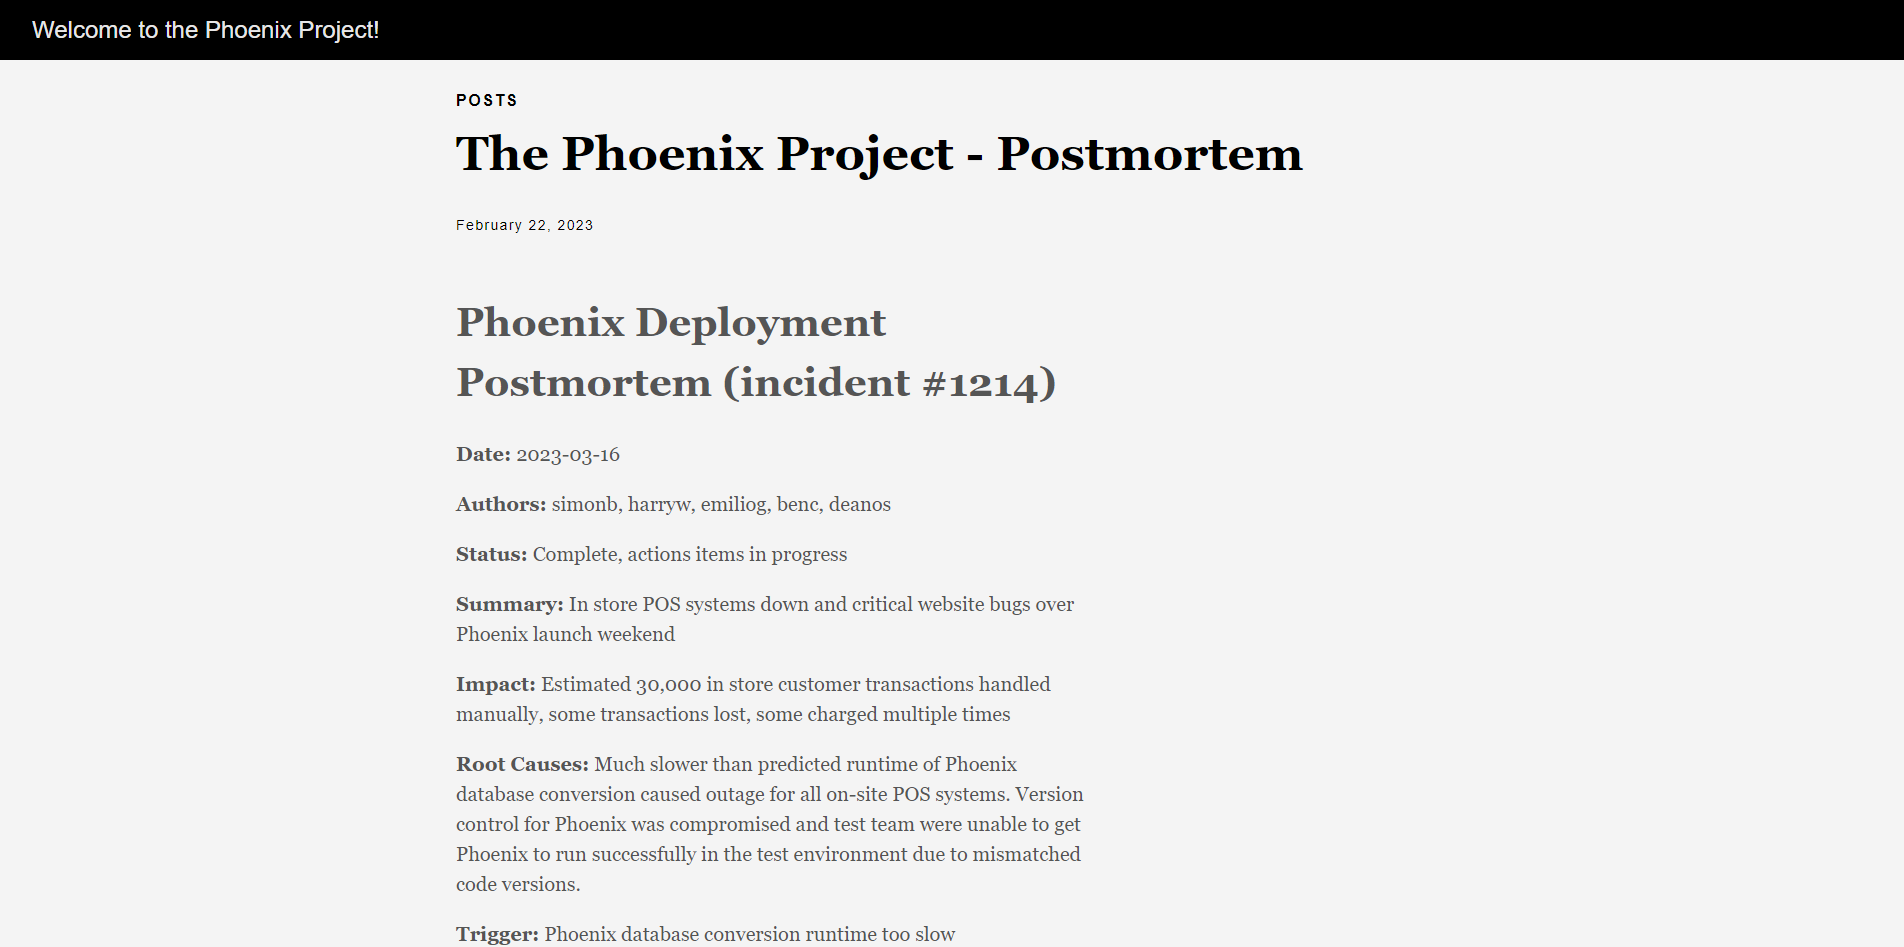 Welcome to the Phoenix Project!
POSTS
The Phoenix Project - Postmortem
February 22, 2023
Phoenix Deployment
Postmortem (incident #1214)
Date: 2023-03-16
Authors: simonb, harryw, emiliog, benc, deanos
Status: Complete, actions items in progress
Summary: In store POS systems down and critical website bugs over
Phoenix launch weekend
Impact: Estimated 30,000 in store customer transactions handled
manually, some transactions lost, some charged multiple times
Root Causes: Much slower than predicted runtime of Phoenix
database conversion caused outage for all on-site POS systems. Version
control for Phoenix was compromised and test team were unable to get
Phoenix to run successfully in the test environment due to mismatched
code versions.
Trigger: Phoenix database conversion runtime too slow